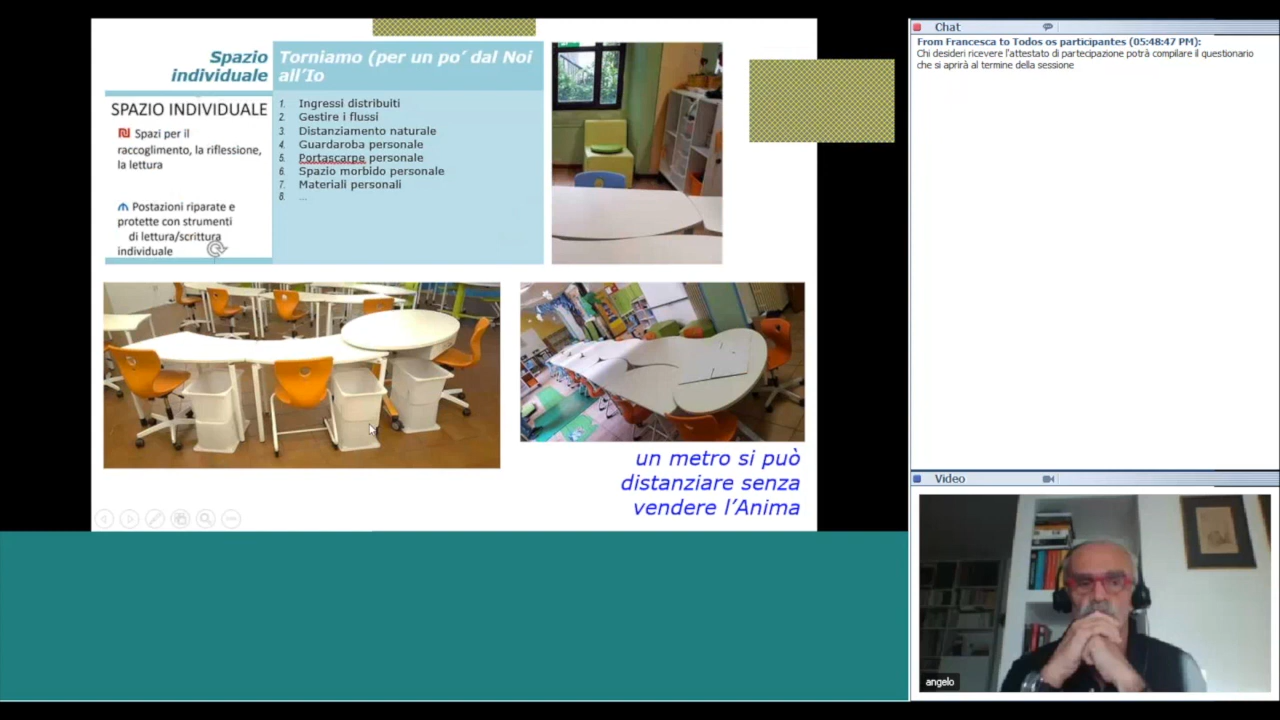 Spazio
individuale
Torniamo (per un po’ dal Noi
all’Io
SPAZIO INDIVIDUALE
Spazi per il
raccoglimento, la riflessione,
la lettura
Postazioni riparate e
protette con strumenti
di lettura/scrittura
individuale
1. Ingressi distribuiti
2. Gestire i flussi
3. Distanziamento naturale
4. Guardaroba personale
5. Portascarpe personale
6. Spazio morbido personale
7. Materiali personali
8. ...
un metro si può
distanziare senza
vendere l’Anima
Chat
From Francesca to Todos os participantes (05:48:47 PM):
Chi desideri ricevere l'attestato di partecipazione potrà compilare il questionario
che si aprirà al termine della sessione
Video
angelo